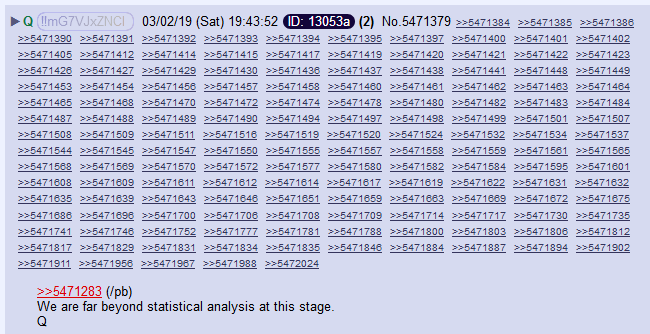 Q !!mG7VJxZNCI 03/02/19 (Sat) 19:43:52 ID: 13053a (2) No.5471379 >>5471384 >>5471385 >>5471386
>>5471390 >>5471391 >>5471392 >>5471393 >>5471394 >>5471395 >>5471397 >>5471400 >>5471401 >>5471402
>>5471405 >>5471412 >>5471414 >>5471415 >>5471417 >>5471419 >>5471420 >>5471421 >>5471422 >>5471423
>>5471426 >>5471427 >>5471429 >>5471430 >>5471436 >>5471437 >>5471438 >>5471441 >>5471448 >>5471449
>>5471453 >>5471454 >>5471456 >>5471457 >>5471458 >>5471460 >>5471461 >>5471462 >>5471463 >>5471464
>>5471465 >>5471468 >>5471470 >>5471472 >>5471474 >>5471478 >>5471480 >>5471482 >>5471483 >>5471484
>>5471487 >>5471488 >>5471489 >>5471490 >>5471494 >>5471497 >>5471498 >>5471499 >>5471501 >>5471507
>>5471508 >>5471509 >>5471511 >>5471516 >>5471519 >>5471520 >>5471524 >>5471532 >>5471534 >>5471537
>>5471544 >>5471545 >>5471547 >>5471550 >>5471555 >>5471557 >>5471558 >>5471560 >>5471561 >>5471565
>>5471568 >>5471569 >>5471570 >>5471572 >>5471577 >>5471580 >>5471582 >>5471584 >>5471595 >>5471601
>>5471608 >>5471609 >>5471611 >>5471612 >>5471614 >>5471617 >>5471619 >>5471622 >>5471631 >>5471632
>>5471635 >>5471639 >>5471643 >>5471646 >>5471651 >>5471659 >>5471663 >>5471669 >>5471672 >>5471675
>>5471686 >>5471696 >>5471700 >>5471706 >>5471708 >>5471709 >>5471714 >>5471717 >>5471730 >>5471735
>>5471741 >>5471746 >>5471752 >>5471777 >>5471781 >>5471788 >>5471800 >>5471803 >>5471806 >>5471812
>>5471817 >>5471829 >>5471831 >>5471834 >>5471835 >>5471846 >>5471884 >>5471887 >>5471894 >>5471902
>>5471911 >>5471956 >>5471967 >>5471988 >>5472024
>>5471283 (/pb)
We are far beyond statistical analysis at this stage.
Q